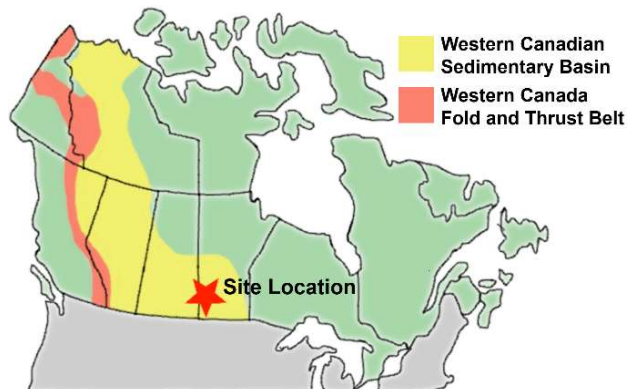 Western Canadian
Sedimentary Basin
Western Canada
Fold and Thrust Belt
Site Location